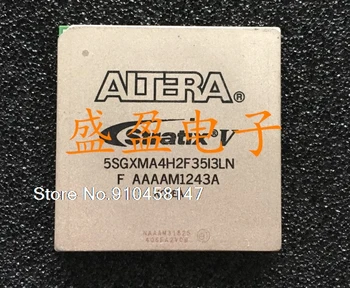 ALTERA®
盛盈电子
Stratix® V
5SGXMA4H2F35I3LN
F AAAAM1243A
Store No: 910458147